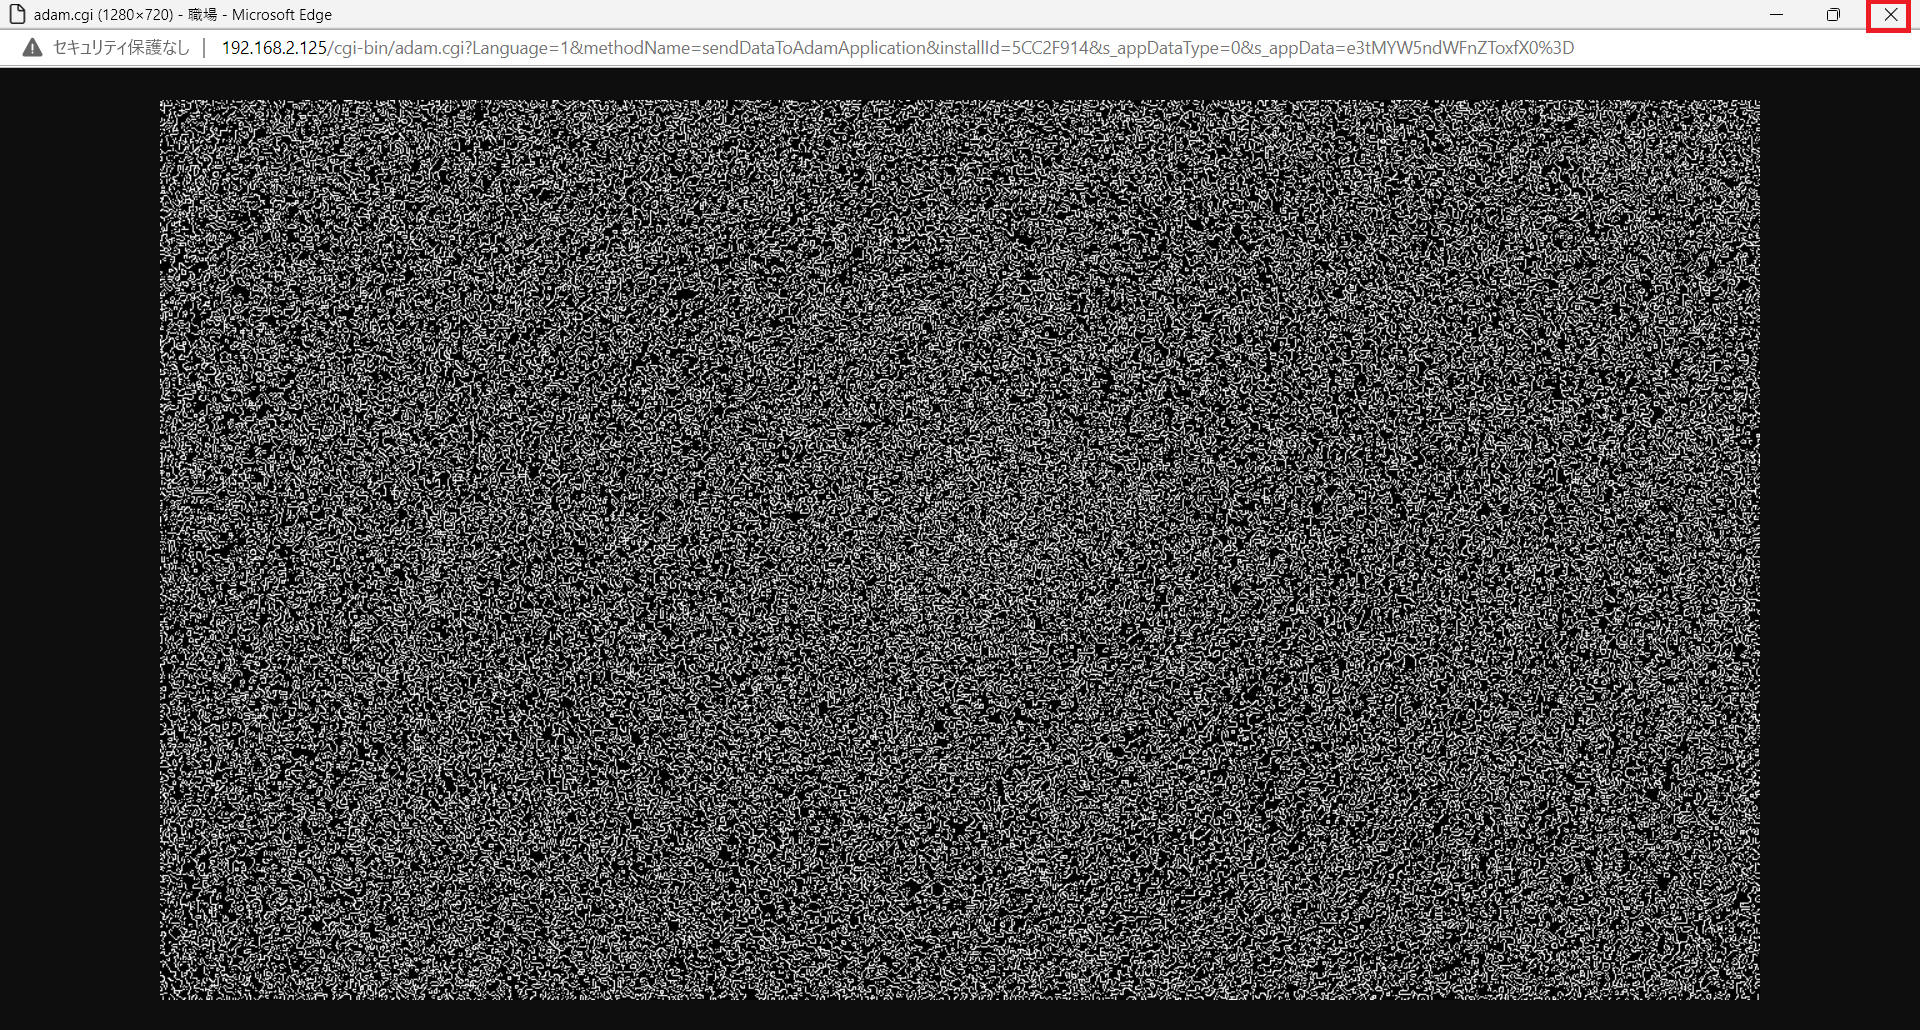 adam.cgi (1280×720) - 職場 - Microsoft Edge
セキュリティ保護なし | 192.168.2.125/cgi-bin/adam.cgi?Language=1&methodName=sendDataToAdamApplication&installId=5CC2F914&s_appDataType=0&s_appData=e3tMYW5ndWFnZToxfX0%3D